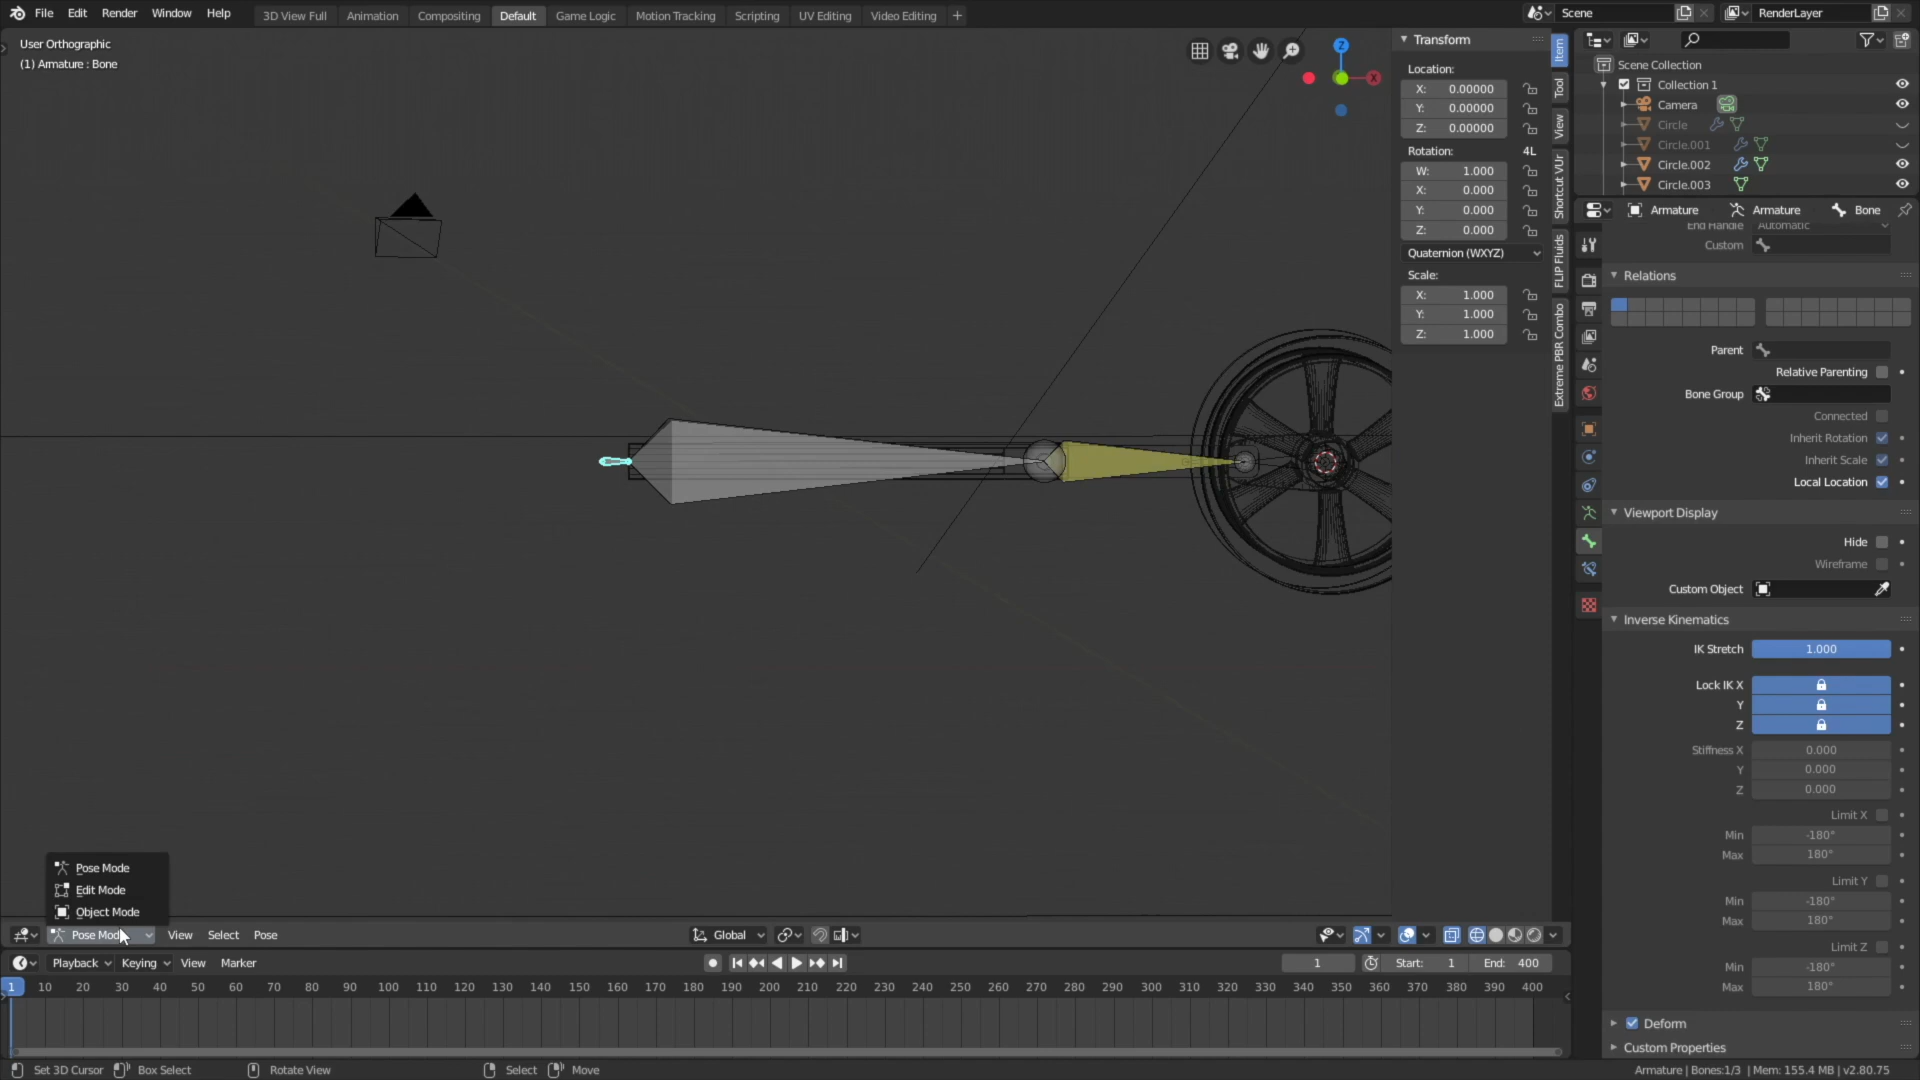 File Edit Render Window Help
3D View Full Animation Compositing Default Game Logic Motion Tracking Scripting UV Editing Video Editing +
Scene
RenderLayer
User Orthographic
(1) Armature : Bone
Z
X
Transform
Location:
X: 0.00000
Y: 0.00000
Z: 0.00000
Rotation: 4L
W: 1.000
X: 0.000
Y: 0.000
Z: 0.000
Quaternion (WXYZ)
Scale:
X: 1.000
Y: 1.000
Z: 1.000
Item
Tool
View
Shortcut VUr
FLIP Fluids
Extreme PBR Combo
Scene Collection
Collection 1
Camera
Circle
Circle.001
Circle.002
Circle.003
Armature Armature Bone
End Handle Automatic
Custom
Relations
Parent
Relative Parenting
Bone Group
Connected
Inherit Rotation
Inherit Scale
Local Location
Viewport Display
Hide
Wireframe
Custom Object
Inverse Kinematics
IK Stretch 1.000
Lock IK X
Y
Z
Stiffness X 0.000
Y 0.000
Z 0.000
Limit X
Min -180°
Max 180°
Limit Y
Min -180°
Max 180°
Limit Z
Min -180°
Max 180°
Deform
Custom Properties
Pose Mode
Edit Mode
Object Mode
Pose Mode View Select Pose
Global
Playback Keying View Marker
1 Start: 1 End: 400
1 10 20 30 40 50 60 70 80 90 100 110 120 130 140 150 160 170 180 190 200 210 220 230 240 250 260 270 280 290 300 310 320 330 340 350 360 370 380 390 400
Set 3D Cursor Box Select Rotate View Select Move
Armature | Bones:1/3 | Mem: 155.4 MB | v2.80.75